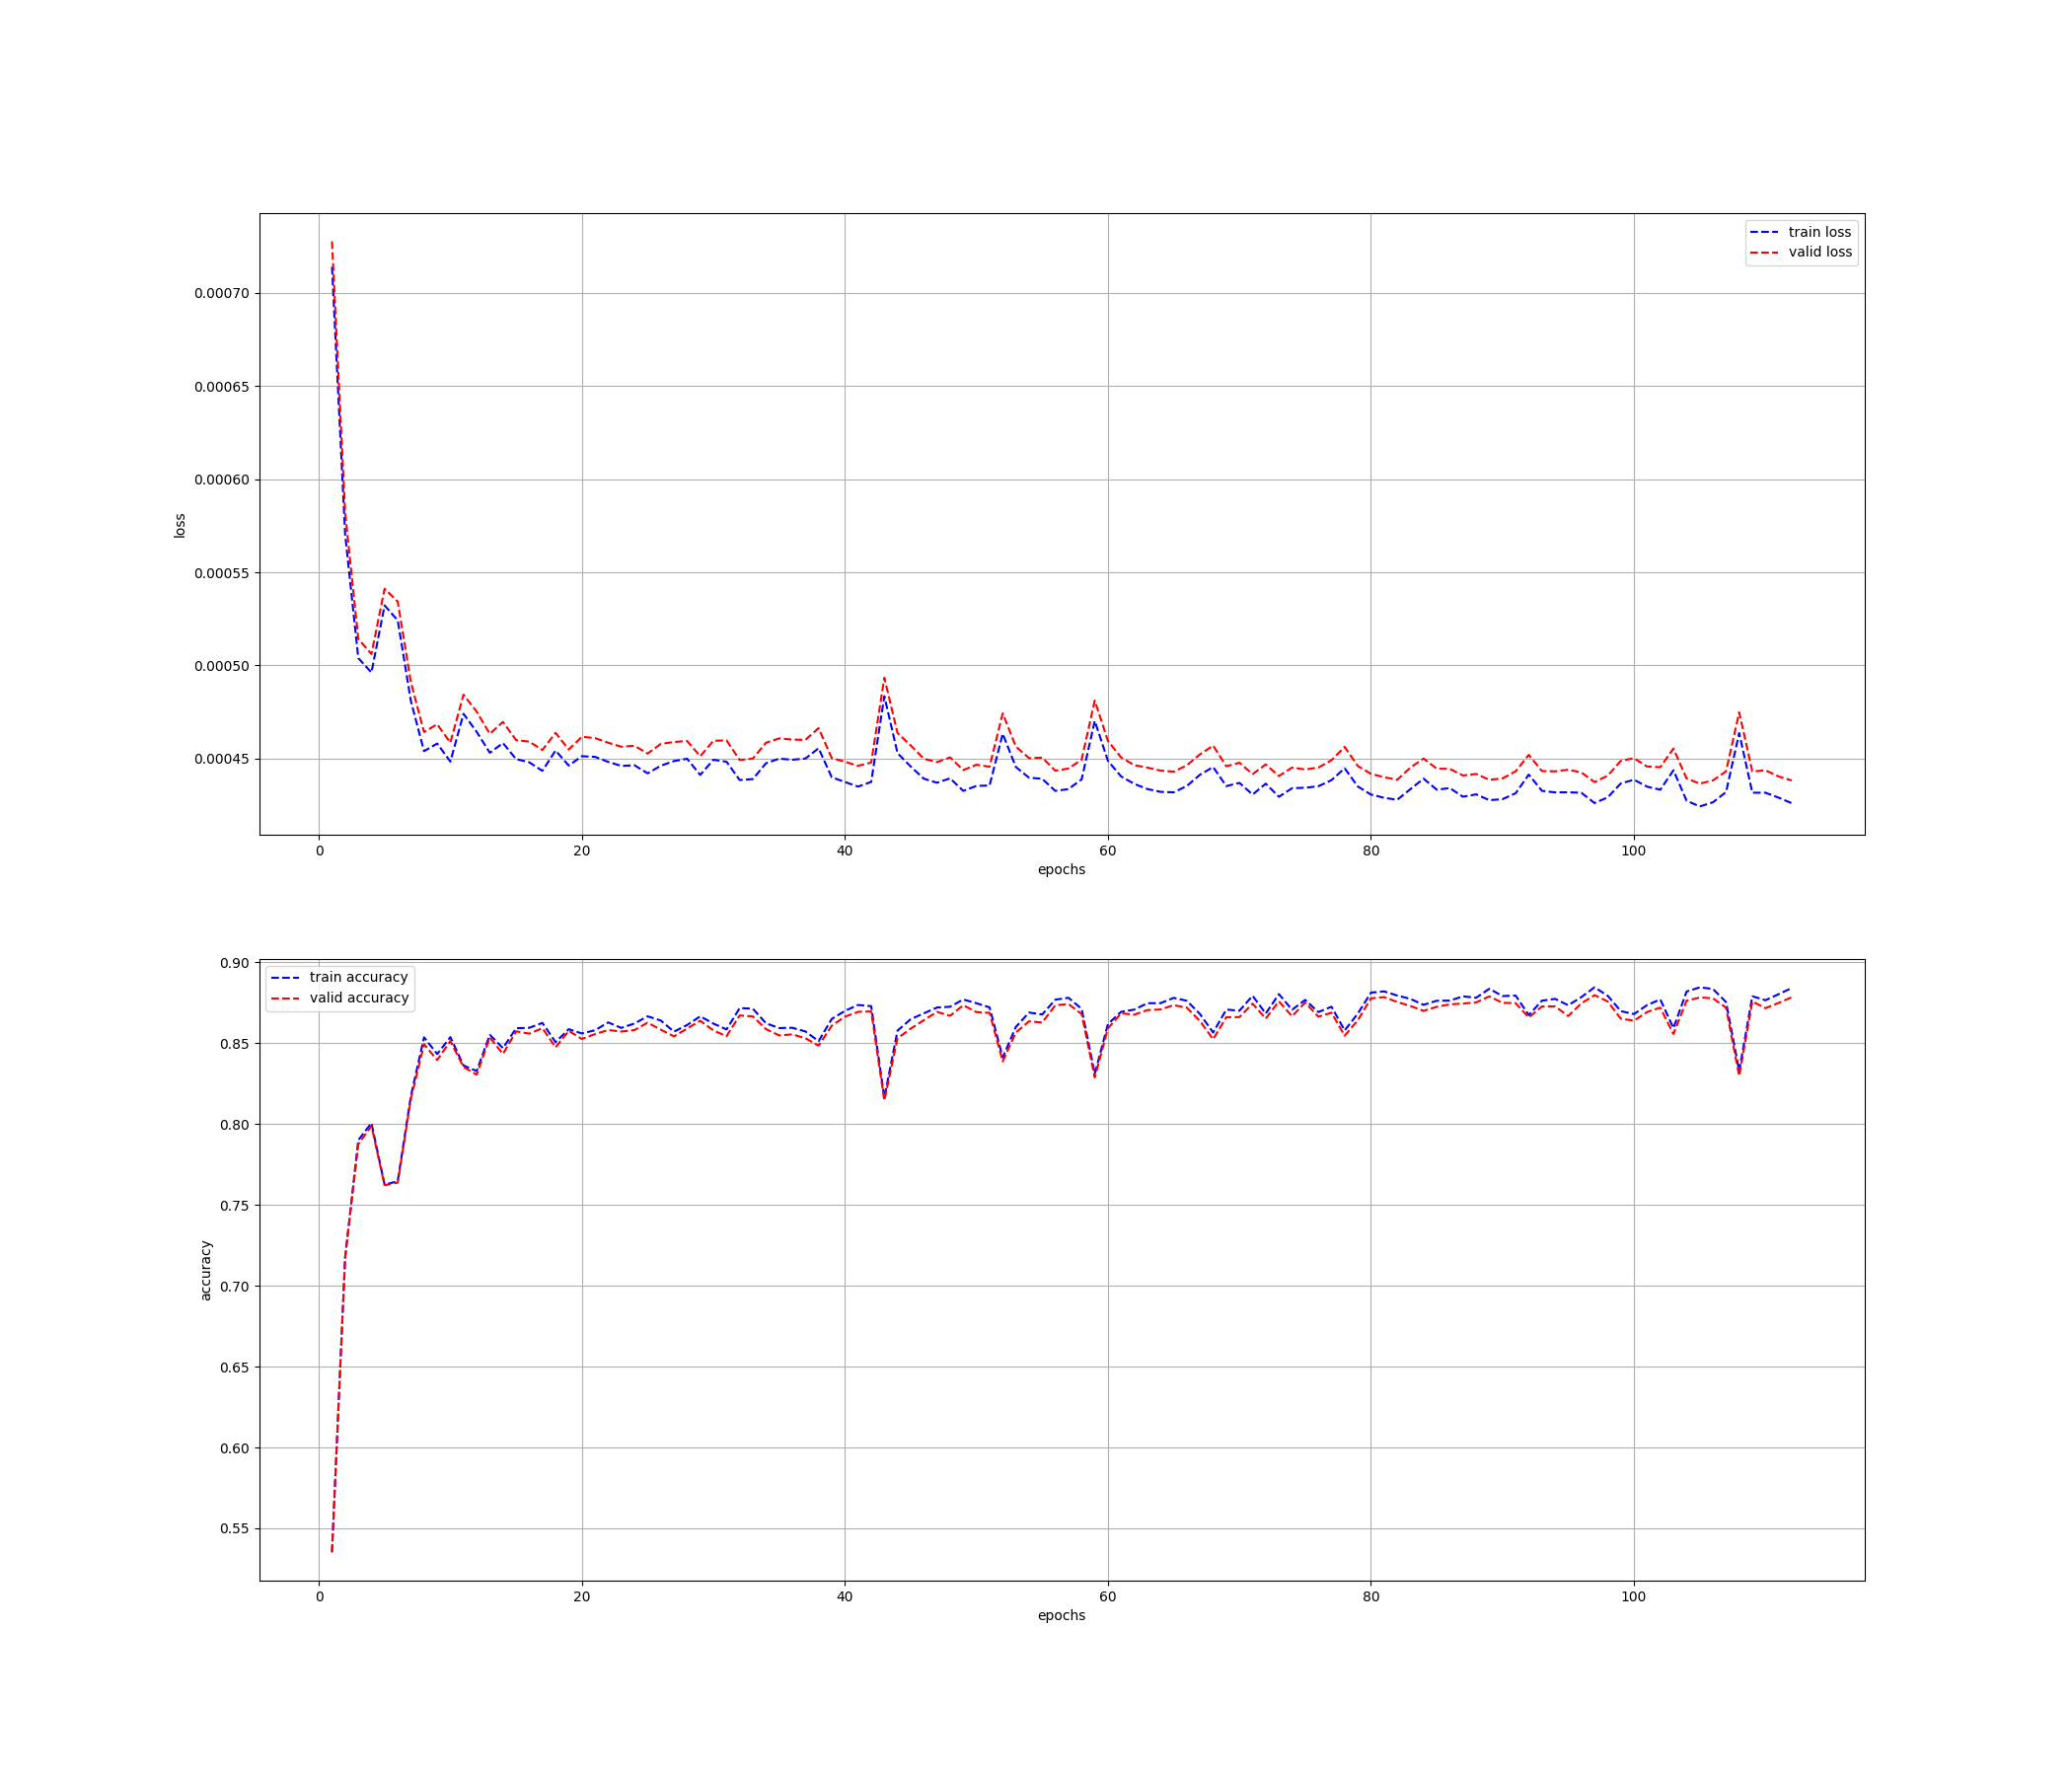 train loss
valid loss
0.00070
0.00065
0.00060
0.00055
0.00050
0.00045
loss
0 20 40 60 80 100
epochs
train accuracy
valid accuracy
0.90
0.85
0.80
0.75
0.70
0.65
0.60
0.55
accuracy
0 20 40 60 80 100
epochs